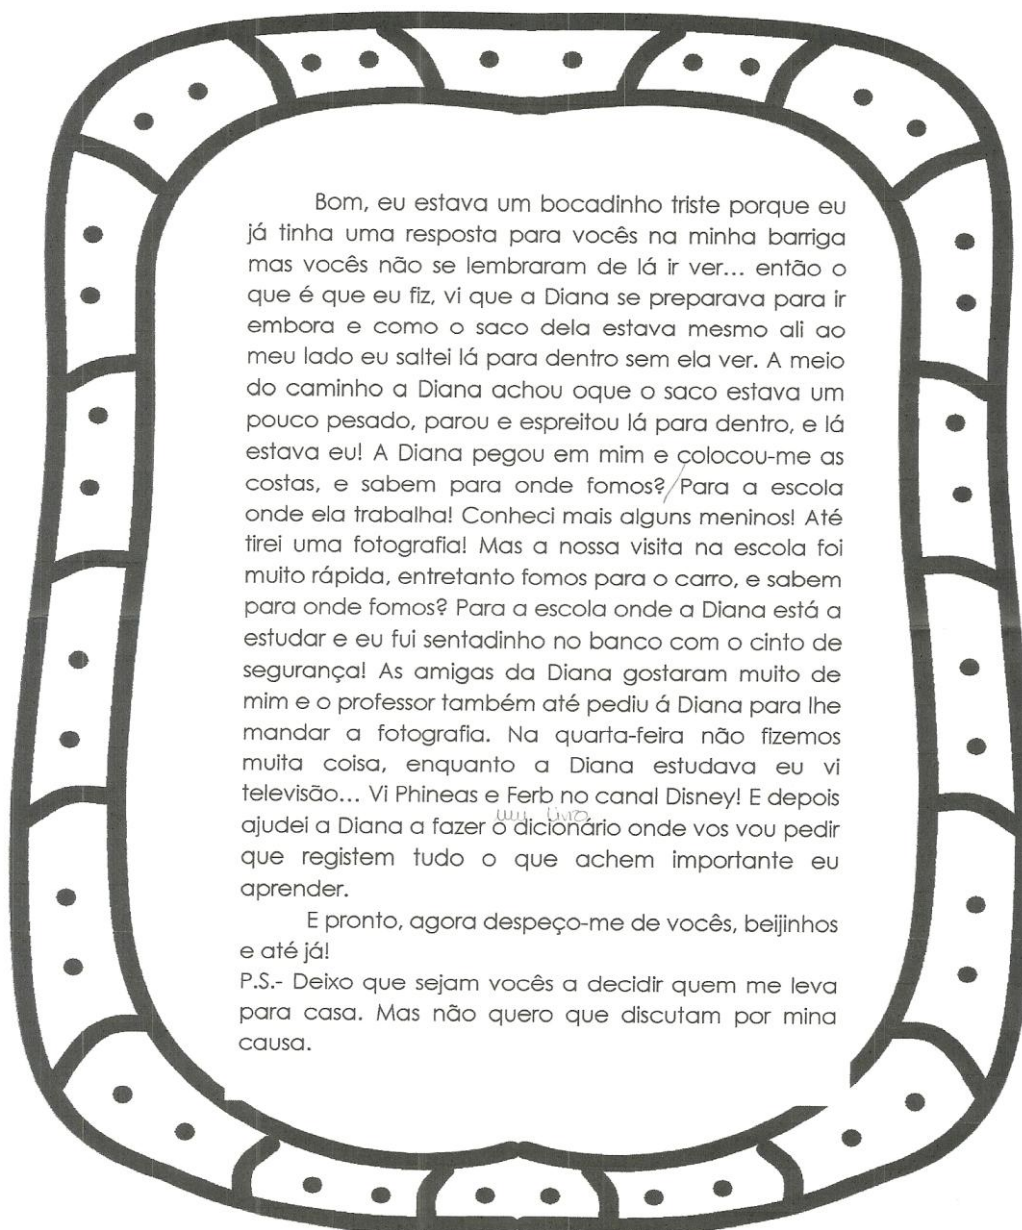 Bom, eu estava um bocadinho triste porque eu
já tinha uma resposta para vocês na minha barriga
mas vocês não se lembraram de lá ir ver... então o
que é que eu fiz, vi que a Diana se preparava para ir
embora e como o saco dela estava mesmo ali ao
meu lado eu saltei lá para dentro sem ela ver. A meio
do caminho a Diana achou oque o saco estava um
pouco pesado, parou e espreitou lá para dentro, e lá
estava eu! A Diana pegou em mim e colocou-me as
costas, e sabem para onde fomos? Para a escola
onde ela trabalha! Conheci mais alguns meninos! Até
tirei uma fotografia! Mas a nossa visita na escola foi
muito rápida, entretanto fomos para o carro, e sabem
para onde fomos? Para a escola onde a Diana está a
estudar e eu fui sentadinho no banco com o cinto de
segurança! As amigas da Diana gostaram muito de
mim e o professor também até pediu á Diana para lhe
mandar a fotografia. Na quarta-feira não fizemos
muita coisa, enquanto a Diana estudava eu vi
televisão... Vi Phineas e Ferb no canal Disney! E depois
um livro
ajudei a Diana a fazer o dicionário onde vos vou pedir
que registem tudo o que achem importante eu
aprender.
E pronto, agora despeço-me de vocês, beijinhos
e até já!
P.S.- Deixo que sejam vocês a decidir quem me leva
para casa. Mas não quero que discutam por mina
causa.